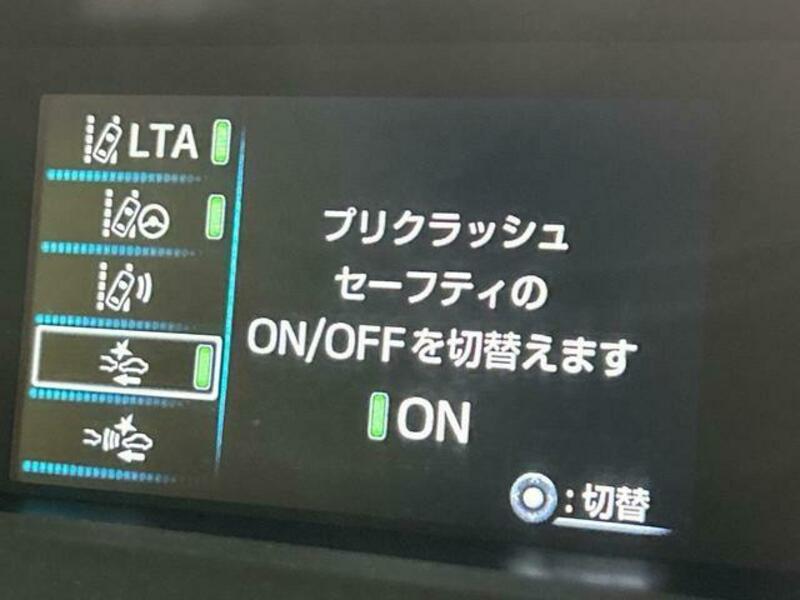 LTA
プリクラッシュ
セーフティの
ON/OFFを切替えます
ON
:切替